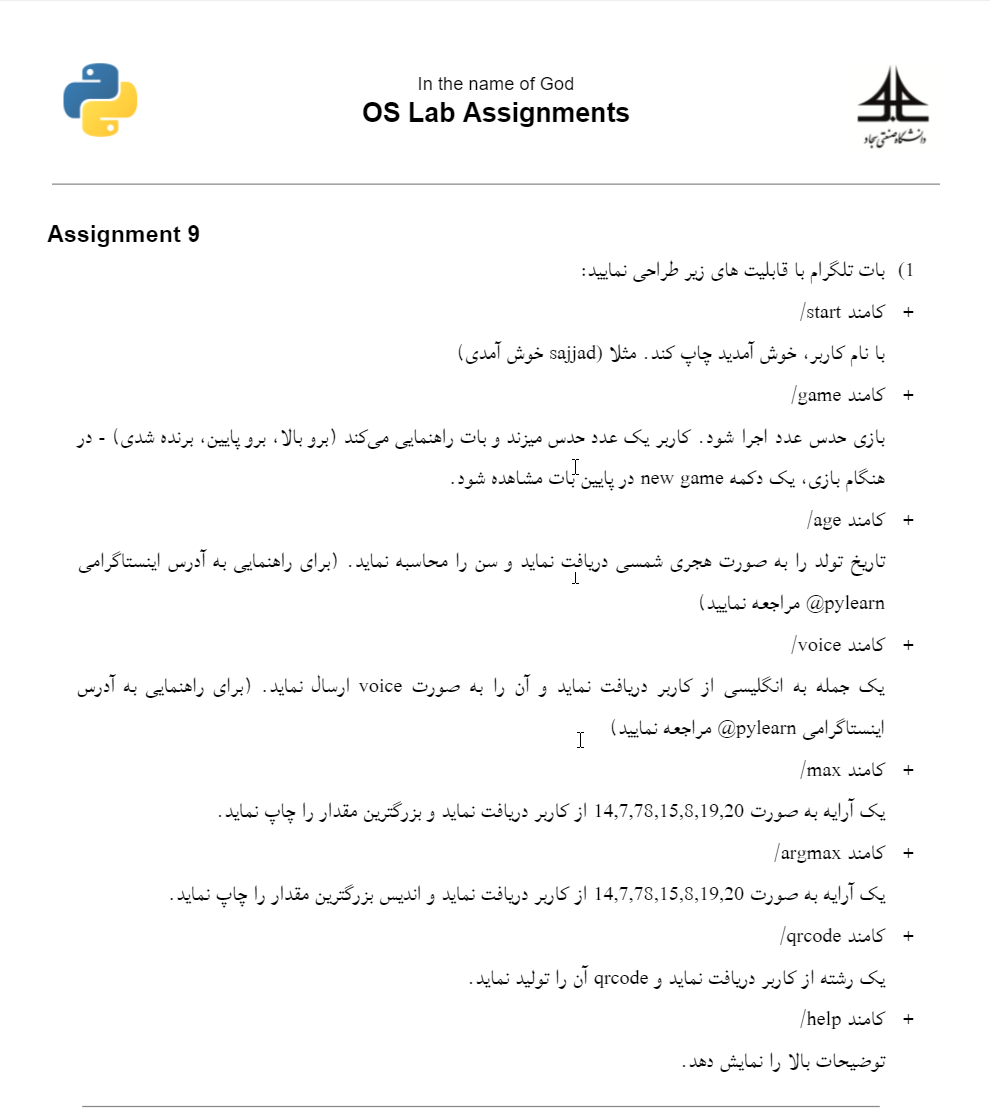 In the name of God
OS Lab Assignments
دانشگاه صنعتی سجاد
Assignment 9
1) بات تلگرام با قابلیت های زیر طراحی نمایید:
+ کامند /start
با نام کاربر، خوش آمدید چاپ کند. مثلا (sajjad خوش آمدی)
+ کامند /game
بازی حدس عدد اجرا شود. کاربر یک عدد حدس میزند و بات راهنمایی می‌کند (برو بالا، برو پایین، برنده شدی) - در
هنگام بازی، یک دکمه new game در پایین بات مشاهده شود.
+ کامند /age
تاریخ تولد را به صورت هجری شمسی دریافت نماید و سن را محاسبه نماید. (برای راهنمایی به آدرس اینستاگرامی
@pylearn مراجعه نمایید)
+ کامند /voice
یک جمله به انگلیسی از کاربر دریافت نماید و آن را به صورت voice ارسال نماید. (برای راهنمایی به آدرس
اینستاگرامی @pylearn مراجعه نمایید)
+ کامند /max
یک آرایه به صورت 14,7,78,15,8,19,20 از کاربر دریافت نماید و بزرگترین مقدار را چاپ نماید.
+ کامند /argmax
یک آرایه به صورت 14,7,78,15,8,19,20 از کاربر دریافت نماید و اندیس بزرگترین مقدار را چاپ نماید.
+ کامند /qrcode
یک رشته از کاربر دریافت نماید و qrcode آن را تولید نماید.
+ کامند /help
توضیحات بالا را نمایش دهد.